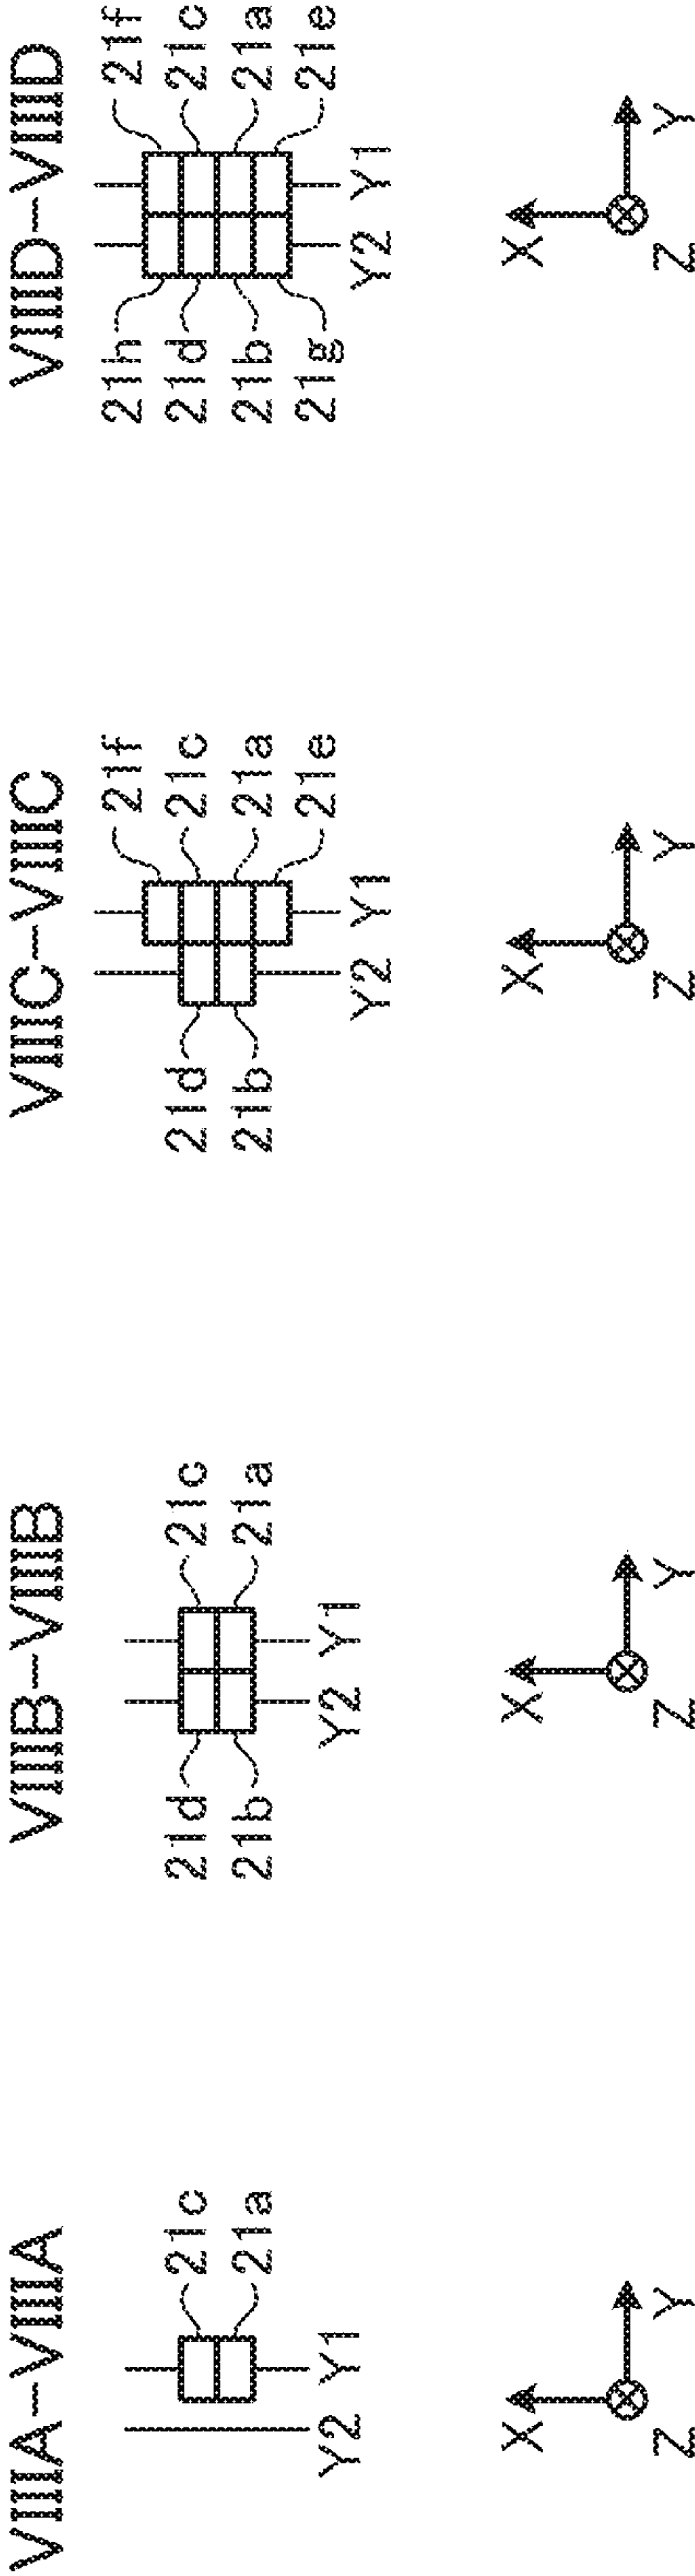 VIIIA-VIIIA
21c
21a
Y2 Y1
X
Y
Z
VIIIB-VIIIB
21d 21c
21b 21a
Y2 Y1
X
Y
Z
VIIIC-VIIIC
21f
21d 21c
21b 21a
21e
Y2 Y1
X
Y
Z
VIIID-VIIID
21h 21f
21d 21c
21b 21a
21g 21e
Y2 Y1
X
Y
Z